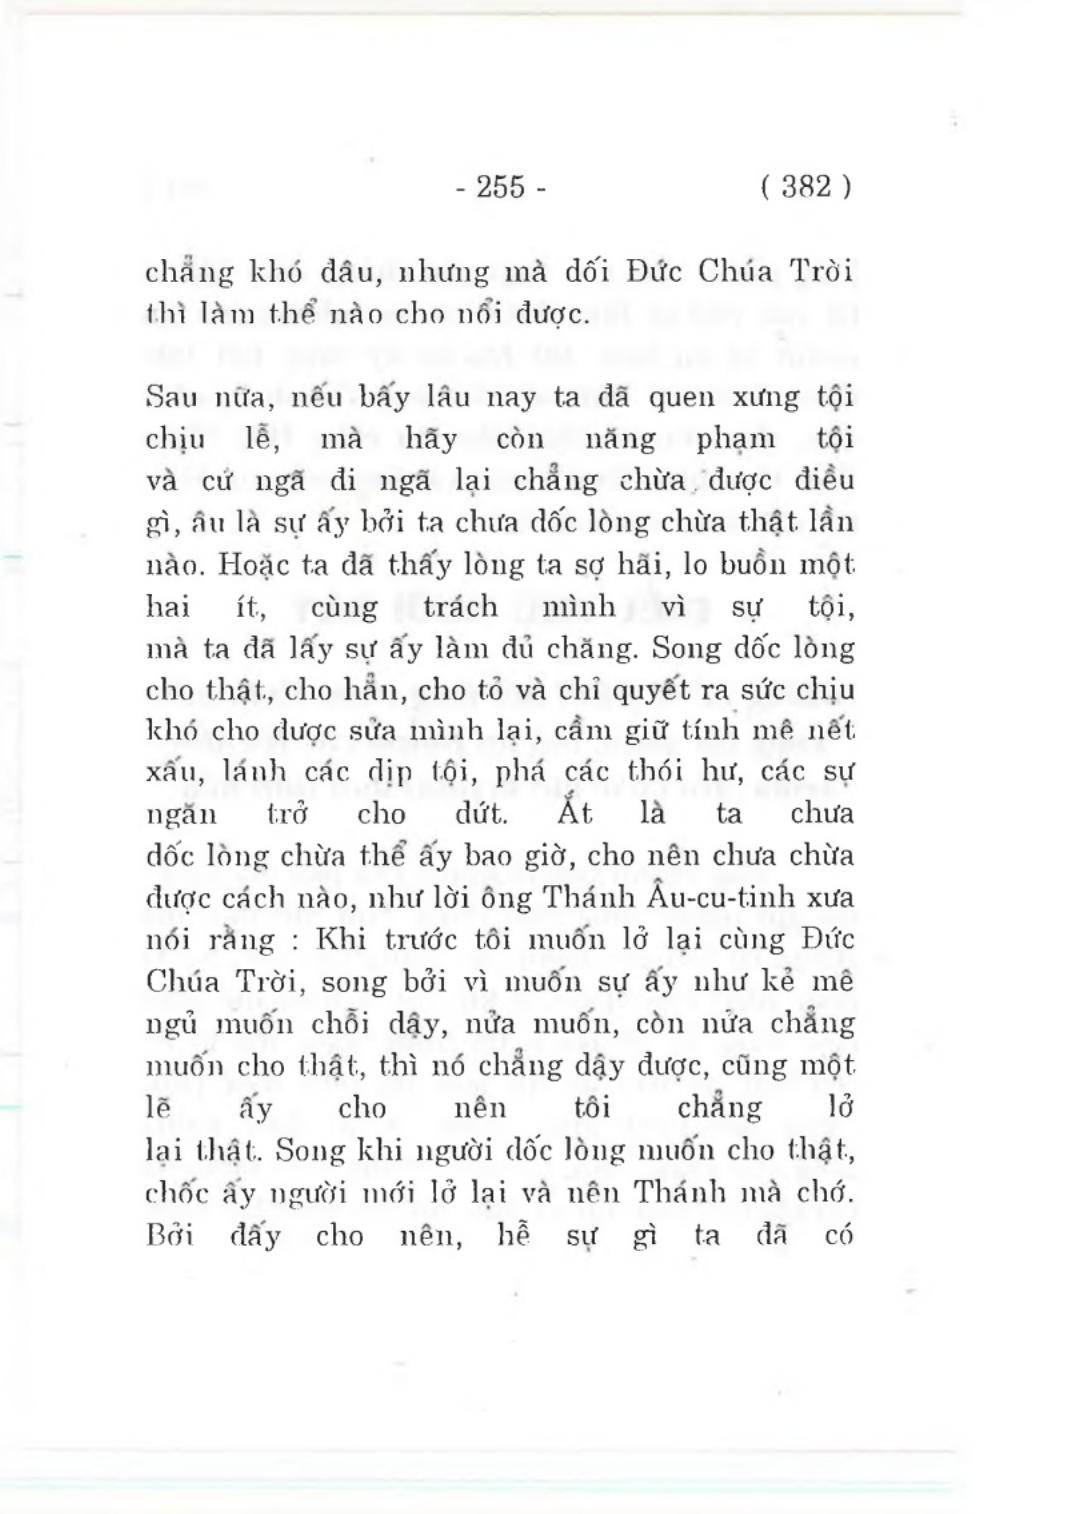 - 255 - ( 382 )
chẳng khó đâu, nhưng mà dối Đức Chúa Trời
thì làm thể nào cho nổi được.
Sau nữa, nếu bấy lâu nay ta đã quen xưng tội
chịu lễ, mà hãy còn năng phạm tội
và cứ ngã đi ngã lại chẳng chừa được điều
gì, âu là sự ấy bởi ta chưa dốc lòng chừa thật lần
nào. Hoặc ta đã thấy lòng ta sợ hãi, lo buồn một
hai ít, cùng trách mình vì sự tội,
mà ta đã lấy sự ấy làm đủ chăng. Song dốc lòng
cho thật, cho hẳn, cho tỏ và chỉ quyết ra sức chịu
khó cho được sửa mình lại, cầm giữ tính mê nết
xấu, lánh các dịp tội, phá các thói hư, các sự
ngăn trở cho dứt. Ắt là ta chưa
dốc lòng chừa thể ấy bao giờ, cho nên chưa chừa
được cách nào, như lời ông Thánh Âu-cu-tinh xưa
nói rằng : Khi trước tôi muốn lở lại cùng Đức
Chúa Trời, song bởi vì muốn sự ấy như kẻ mê
ngủ muốn chỗi dậy, nửa muốn, còn nửa chẳng
muốn cho thật, thì nó chẳng dậy được, cũng một
lẽ ấy cho nên tôi chẳng lở
lại thật. Song khi người dốc lòng muốn cho thật,
chốc ấy người mới lở lại và nên Thánh mà chớ.
Bởi đấy cho nên, hễ sự gì ta đã có